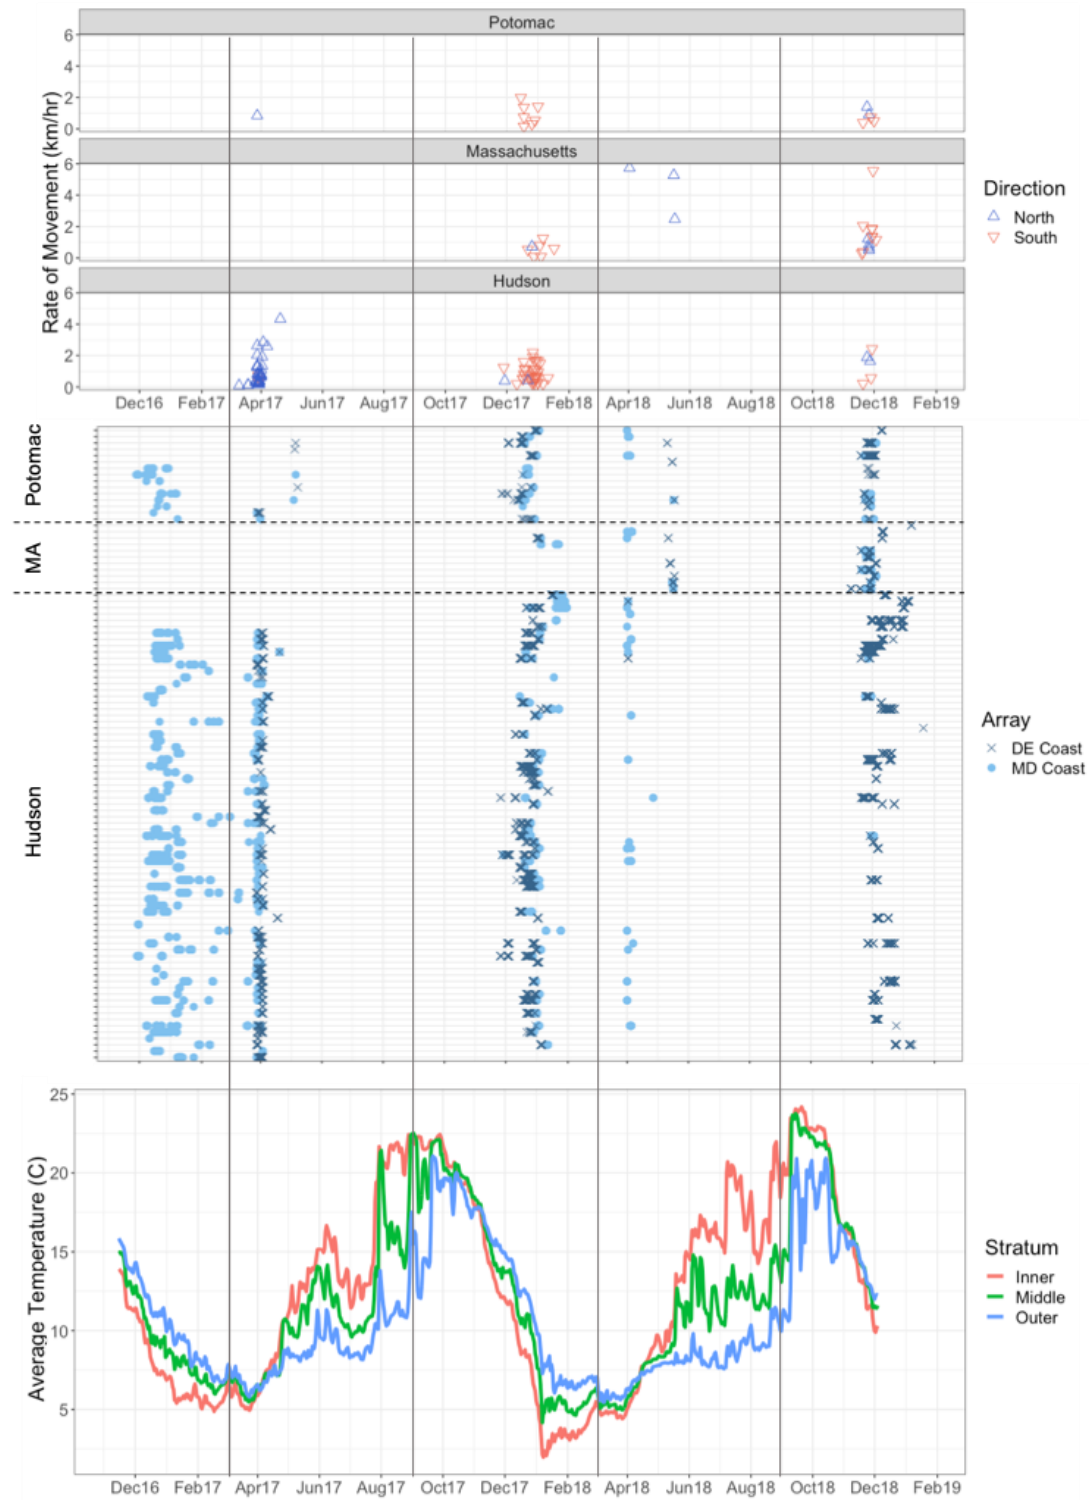 Potomac
6
4
2
0
Massachusetts
6
4
2
0
Hudson
6
4
2
0
Rate of Movement (km/hr)
Dec16 Feb17 Apr17 Jun17 Aug17 Oct17 Dec17 Feb18 Apr18 Jun18 Aug18 Oct18 Dec18 Feb19
Direction
North
South
Potomac
MA
Hudson
Array
DE Coast
MD Coast
25
20
15
10
5
Average Temperature (C)
Dec16 Feb17 Apr17 Jun17 Aug17 Oct17 Dec17 Feb18 Apr18 Jun18 Aug18 Oct18 Dec18 Feb19
Stratum
Inner
Middle
Outer